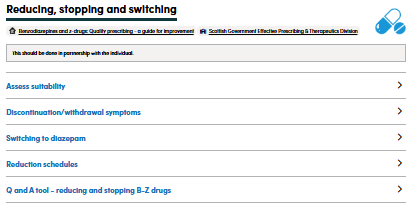 Reducing, stopping and switching
Benzodiazepines and z-drugs: Quality prescribing - a guide for improvement Scottish Government Effective Prescribing & Therapeutics Division
This should be done in partnership with the individual.
Assess suitability
Discontinuation/withdrawal symptoms
Switching to diazepam
Reduction schedules
Q and A tool - reducing and stopping B-Z drugs